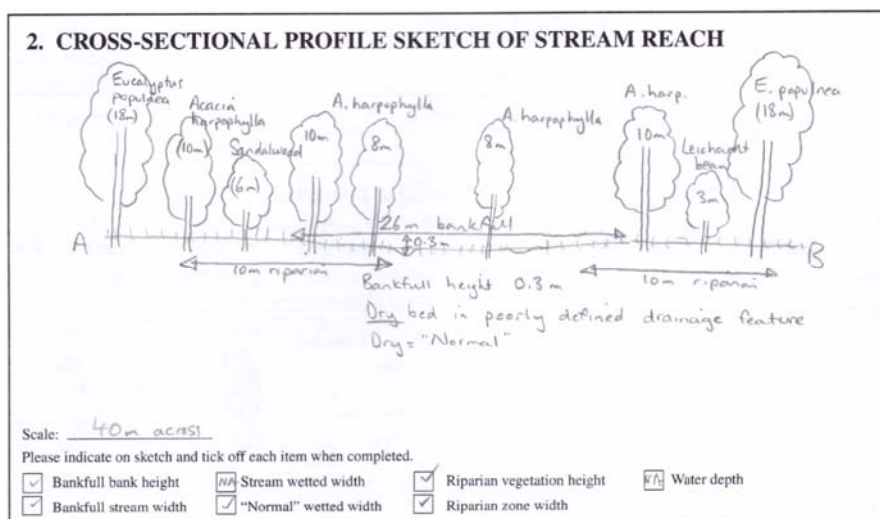 2. CROSS-SECTIONAL PROFILE SKETCH OF STREAM REACH
Eucalyptus
populnea
(18m)
Acacia
harpophylla
(10m)
Sandalwood
(6m)
A. harpophylla
10m
8m
A. harpophylla
8m
A. harp.
10m
Leichardt
bean
3m
E. populnea
(18m)
26m bankfull
0.3m
A
B
10m riparian
10m riparian
Bankfull height 0.3m
Dry bed in poorly defined drainage feature
Dry = "Normal"
Scale: 40m across
Please indicate on sketch and tick off each item when completed.
✓ Bankfull bank height NA Stream wetted width ✓ Riparian vegetation height NA Water depth
✓ Bankfull stream width ✓ "Normal" wetted width ✓ Riparian zone width